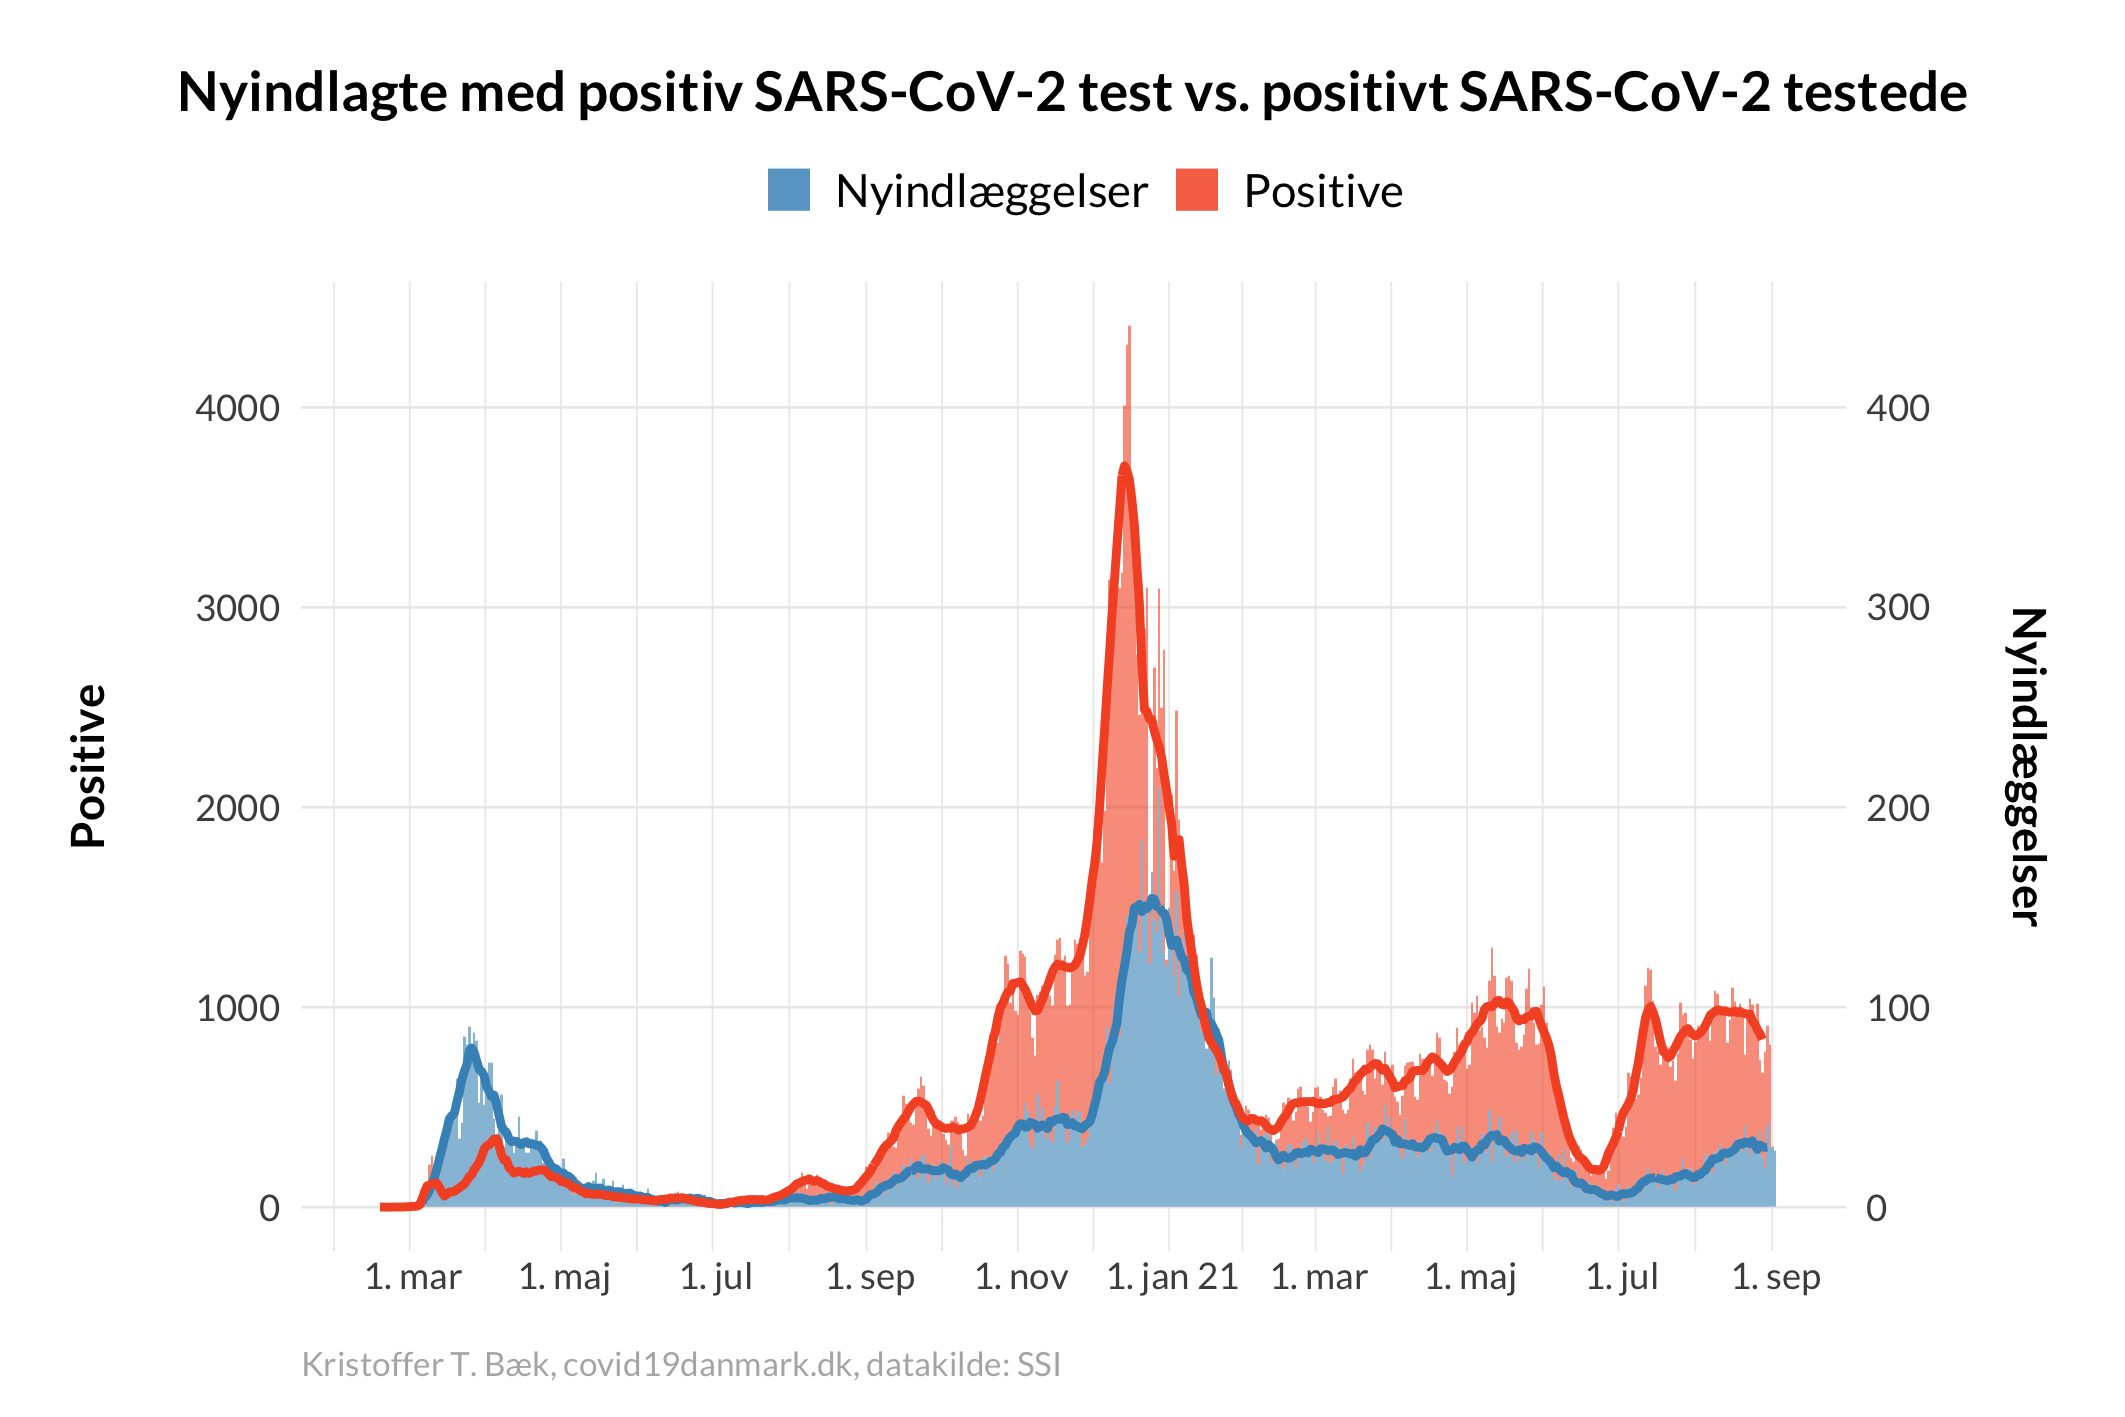 Nyindlagte med positiv SARS-CoV-2 test vs. positivt SARS-CoV-2 testede
Nyindlæggelser Positive
4000 400
3000 300
2000 200
1000 100
0 0
Positive
Nyindlæggelser
1. mar 1. maj 1. jul 1. sep 1. nov 1. jan 21 1. mar 1. maj 1. jul 1. sep
Kristoffer T. Bæk, covid19danmark.dk, datakilde: SSI